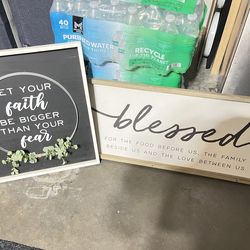 40
PURIFIED
WATER
RECYCLE
ET YOUR
faith
BE BIGGER
THAN YOUR
fear
blessed
FOR THE FOOD BEFORE US, THE FAMILY
BESIDE US AND THE LOVE BETWEEN US.